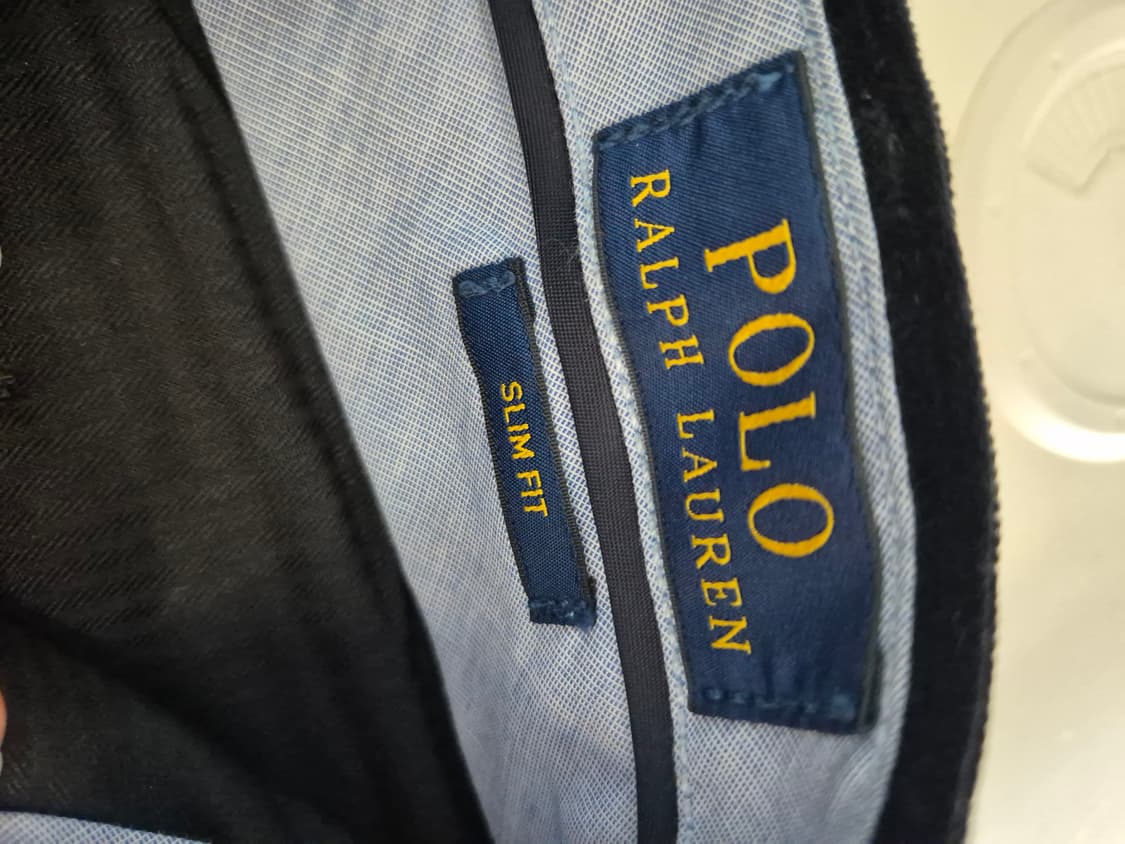 POLO
RALPH LAUREN
SLIM FIT